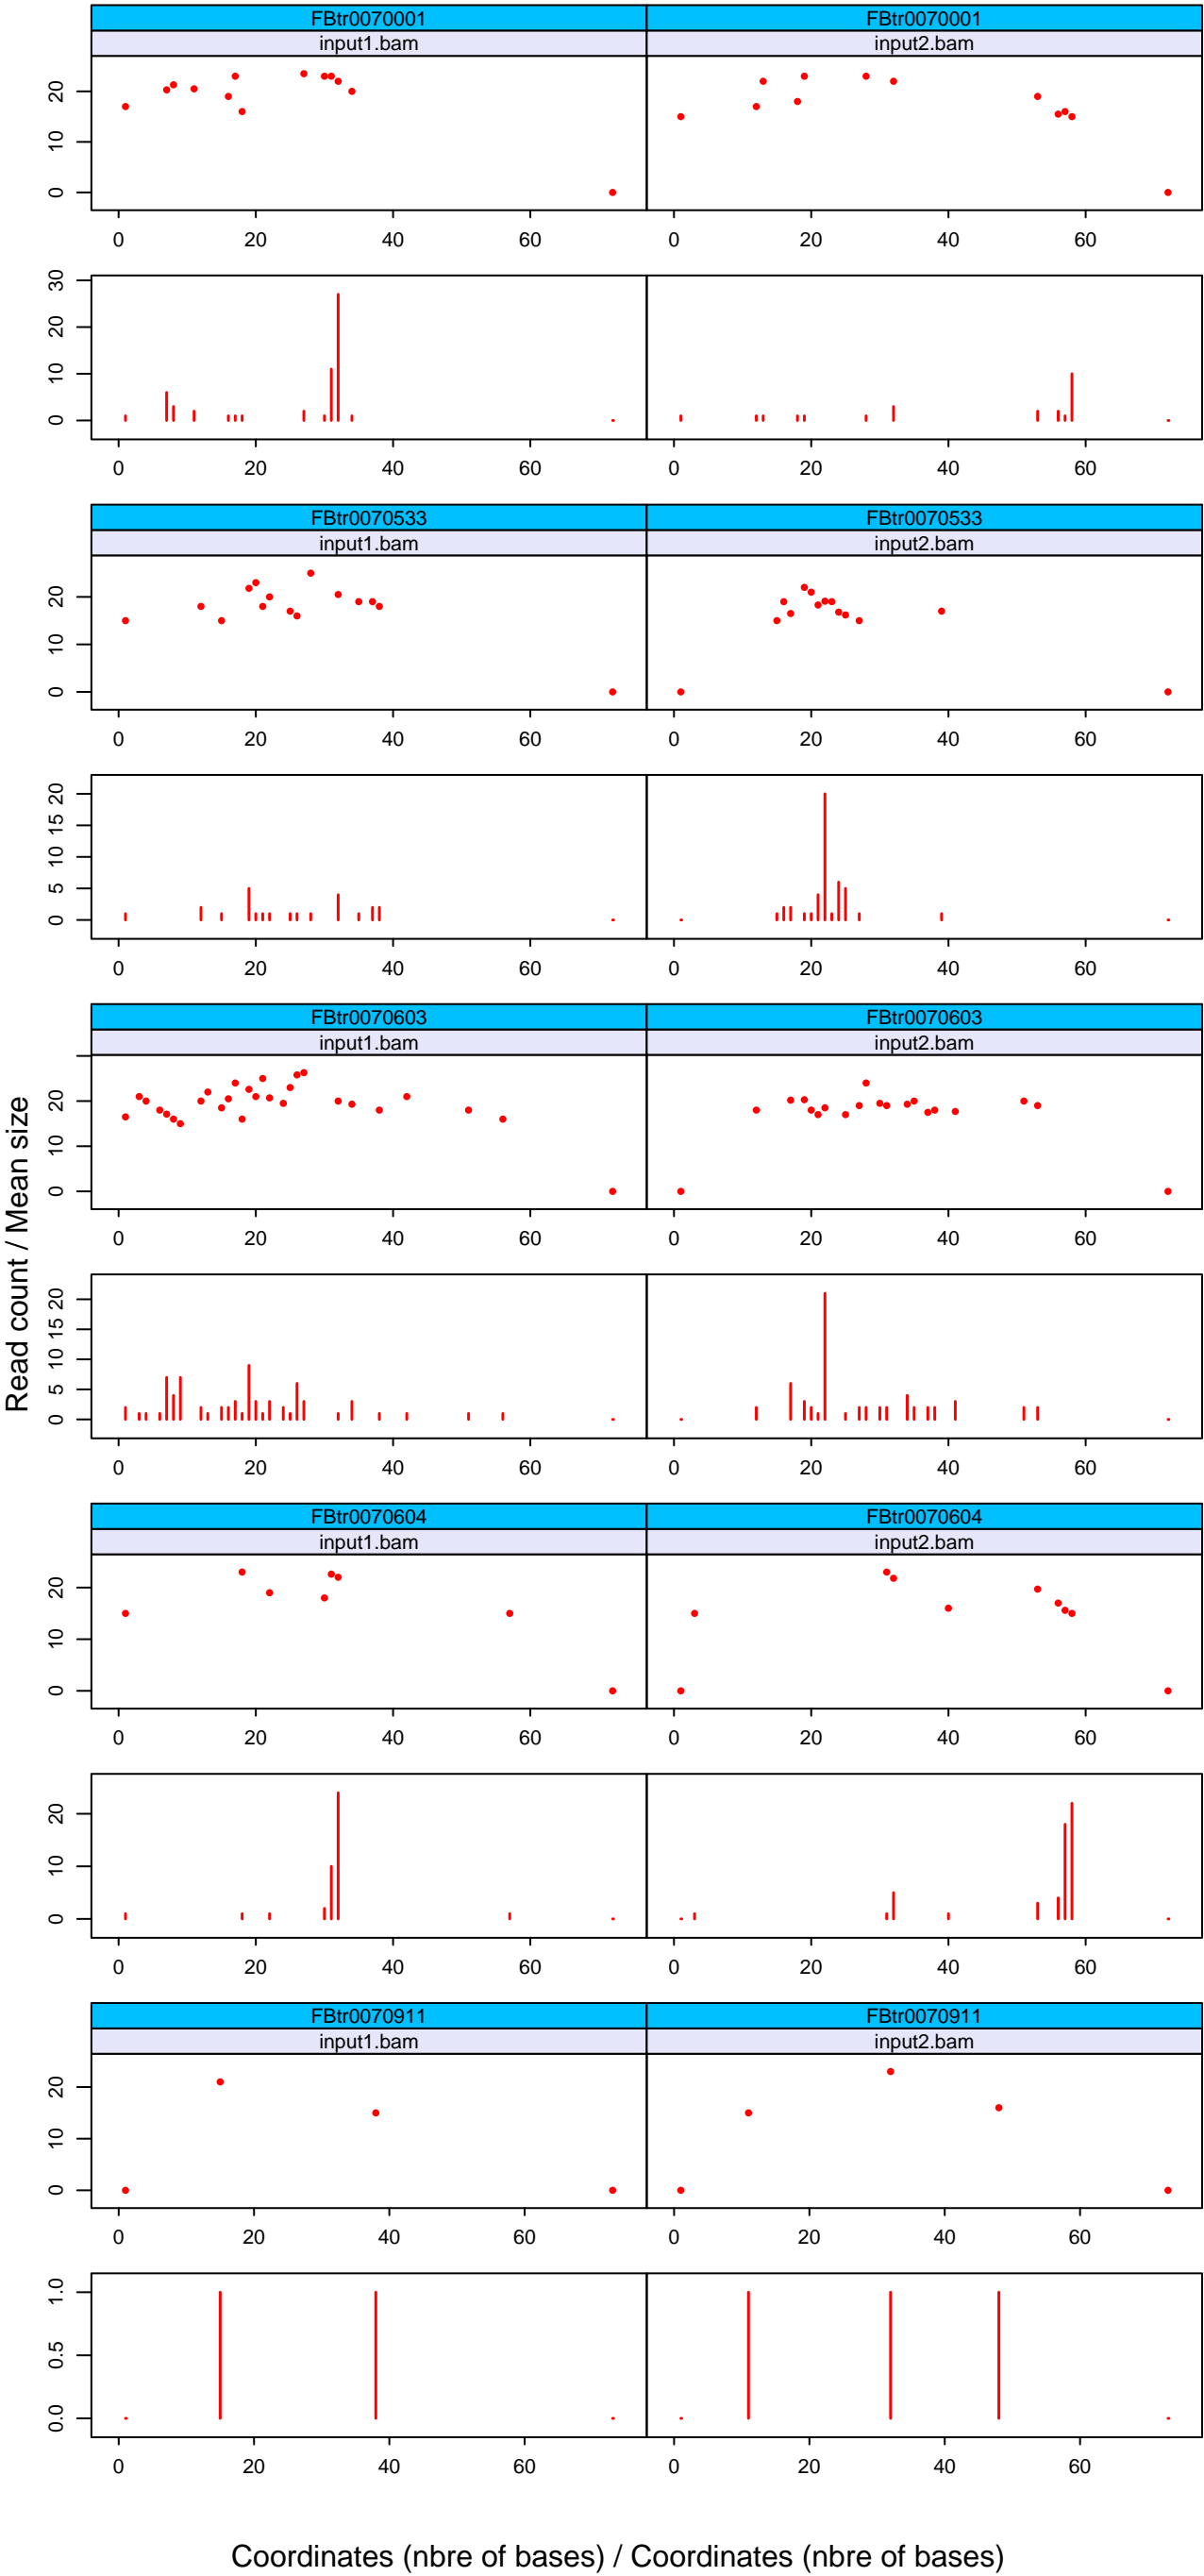 FBtr0070001 FBtr0070001
input1.bam input2.bam
20
10
0
0 20 40 60 0 20 40 60
30
20
10
0
0 20 40 60 0 20 40 60
FBtr0070533 FBtr0070533
input1.bam input2.bam
20
10
0
0 20 40 60 0 20 40 60
20
15
10
5
0
0 20 40 60 0 20 40 60
FBtr0070603 FBtr0070603
input1.bam input2.bam
20
10
0
0 20 40 60 0 20 40 60
Read count / Mean size
20
15
10
5
0
0 20 40 60 0 20 40 60
FBtr0070604 FBtr0070604
input1.bam input2.bam
20
10
0
0 20 40 60 0 20 40 60
20
10
0
0 20 40 60 0 20 40 60
FBtr0070911 FBtr0070911
input1.bam input2.bam
20
10
0
0 20 40 60 0 20 40 60
1.0
0.5
0.0
0 20 40 60 0 20 40 60
Coordinates (nbre of bases) / Coordinates (nbre of bases)